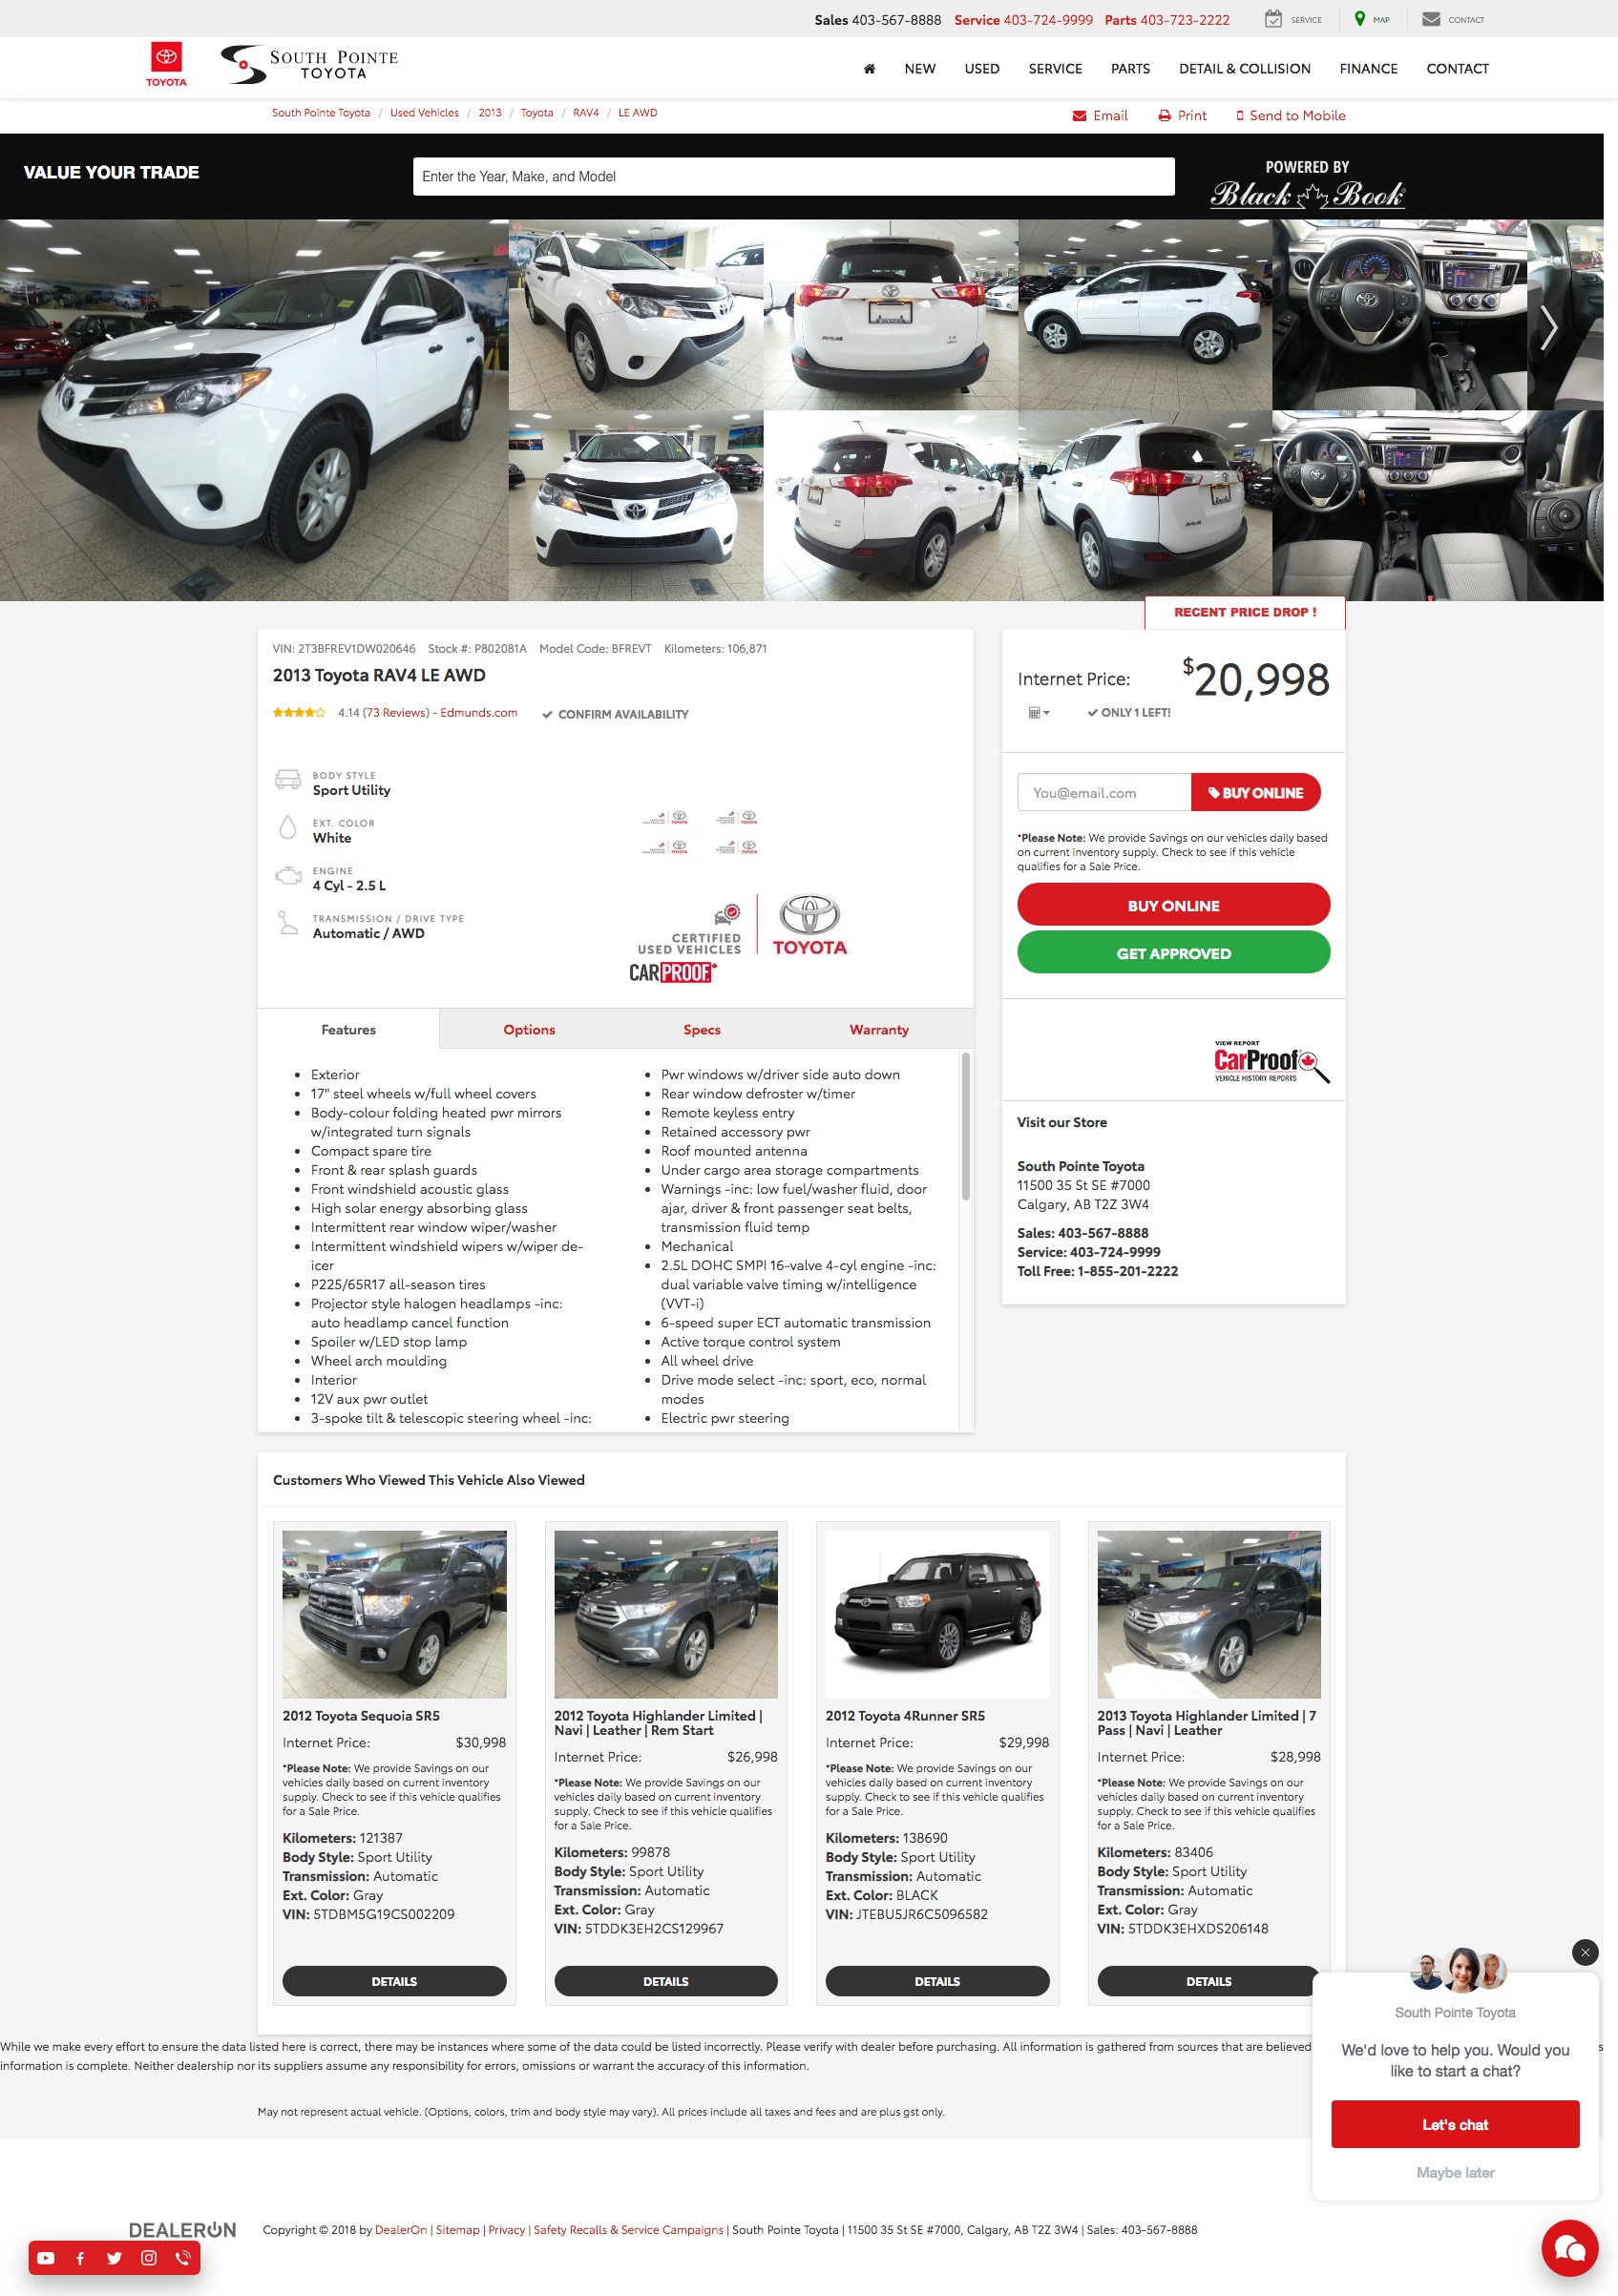 Sales 403-567-8888 Service 403-724-9999 Parts 403-723-2222 SERVICE MAP CONTACT
TOYOTA
SOUTH POINTE
TOYOTA
NEW USED SERVICE PARTS DETAIL & COLLISION FINANCE CONTACT
South Pointe Toyota / Used Vehicles / 2013 / Toyota / RAV4 / LE AWD
Email Print Send to Mobile
VALUE YOUR TRADE
Enter the Year, Make, and Model
POWERED BY
Black Book
RECENT PRICE DROP !
VIN: 2T3BFREV1DW020646 Stock #: P802081A Model Code: BFREVT Kilometers: 106,871
2013 Toyota RAV4 LE AWD
4.14 (73 Reviews) - Edmunds.com CONFIRM AVAILABILITY
BODY STYLE
Sport Utility
EXT. COLOR
White
ENGINE
4 Cyl - 2.5 L
TRANSMISSION / DRIVE TYPE
Automatic / AWD
CERTIFIED
USED VEHICLES
TOYOTA
CARPROOF
Internet Price: $20,998
ONLY 1 LEFT!
You@email.com BUY ONLINE
*Please Note: We provide Savings on our vehicles daily based
on current inventory supply. Check to see if this vehicle
qualifies for a Sale Price.
BUY ONLINE
GET APPROVED
VIEW REPORT
CarProof
VEHICLE HISTORY REPORTS
Visit our Store
South Pointe Toyota
11500 35 St SE #7000
Calgary, AB T2Z 3W4
Sales: 403-567-8888
Service: 403-724-9999
Toll Free: 1-855-201-2222
Features Options Specs Warranty
Exterior
17" steel wheels w/full wheel covers
Body-colour folding heated pwr mirrors
w/integrated turn signals
Compact spare tire
Front & rear splash guards
Front windshield acoustic glass
High solar energy absorbing glass
Intermittent rear window wiper/washer
Intermittent windshield wipers w/wiper de-
icer
P225/65R17 all-season tires
Projector style halogen headlamps -inc:
auto headlamp cancel function
Spoiler w/LED stop lamp
Wheel arch moulding
Interior
12V aux pwr outlet
3-spoke tilt & telescopic steering wheel -inc:
Pwr windows w/driver side auto down
Rear window defroster w/timer
Remote keyless entry
Retained accessory pwr
Roof mounted antenna
Under cargo area storage compartments
Warnings -inc: low fuel/washer fluid, door
ajar, driver & front passenger seat belts,
transmission fluid temp
Mechanical
2.5L DOHC SMPI 16-valve 4-cyl engine -inc:
dual variable valve timing w/intelligence
(VVT-i)
6-speed super ECT automatic transmission
Active torque control system
All wheel drive
Drive mode select -inc: sport, eco, normal
modes
Electric pwr steering
Customers Who Viewed This Vehicle Also Viewed
2012 Toyota Sequoia SR5
Internet Price: $30,998
*Please Note: We provide Savings on our
vehicles daily based on current inventory
supply. Check to see if this vehicle qualifies
for a Sale Price.
Kilometers: 121387
Body Style: Sport Utility
Transmission: Automatic
Ext. Color: Gray
VIN: 5TDBM5G19CS002209
DETAILS
2012 Toyota Highlander Limited |
Navi | Leather | Rem Start
Internet Price: $26,998
*Please Note: We provide Savings on our
vehicles daily based on current inventory
supply. Check to see if this vehicle qualifies
for a Sale Price.
Kilometers: 99878
Body Style: Sport Utility
Transmission: Automatic
Ext. Color: Gray
VIN: 5TDDK3EH2CS129967
DETAILS
2012 Toyota 4Runner SR5
Internet Price: $29,998
*Please Note: We provide Savings on our
vehicles daily based on current inventory
supply. Check to see if this vehicle qualifies
for a Sale Price.
Kilometers: 138690
Body Style: Sport Utility
Transmission: Automatic
Ext. Color: BLACK
VIN: JTEBU5JR6C5096582
DETAILS
2013 Toyota Highlander Limited | 7
Pass | Navi | Leather
Internet Price: $28,998
*Please Note: We provide Savings on our
vehicles daily based on current inventory
supply. Check to see if this vehicle qualifies
for a Sale Price.
Kilometers: 83406
Body Style: Sport Utility
Transmission: Automatic
Ext. Color: Gray
VIN: 5TDDK3EHXDS206148
DETAILS
While we make every effort to ensure the data listed here is correct, there may be instances where some of the data could be listed incorrectly. Please verify with dealer before purchasing. All information is gathered from sources that are believed
information is complete. Neither dealership nor its suppliers assume any responsibility for errors, omissions or warrant the accuracy of this information.
May not represent actual vehicle. (Options, colors, trim and body style may vary). All prices include all taxes and fees and are plus gst only.
South Pointe Toyota
We'd love to help you. Would you
like to start a chat?
Let's chat
Maybe later
DEALERON Copyright © 2018 by DealerOn | Sitemap | Privacy | Safety Recalls & Service Campaigns | South Pointe Toyota | 11500 35 St SE #7000, Calgary, AB T2Z 3W4 | Sales: 403-567-8888